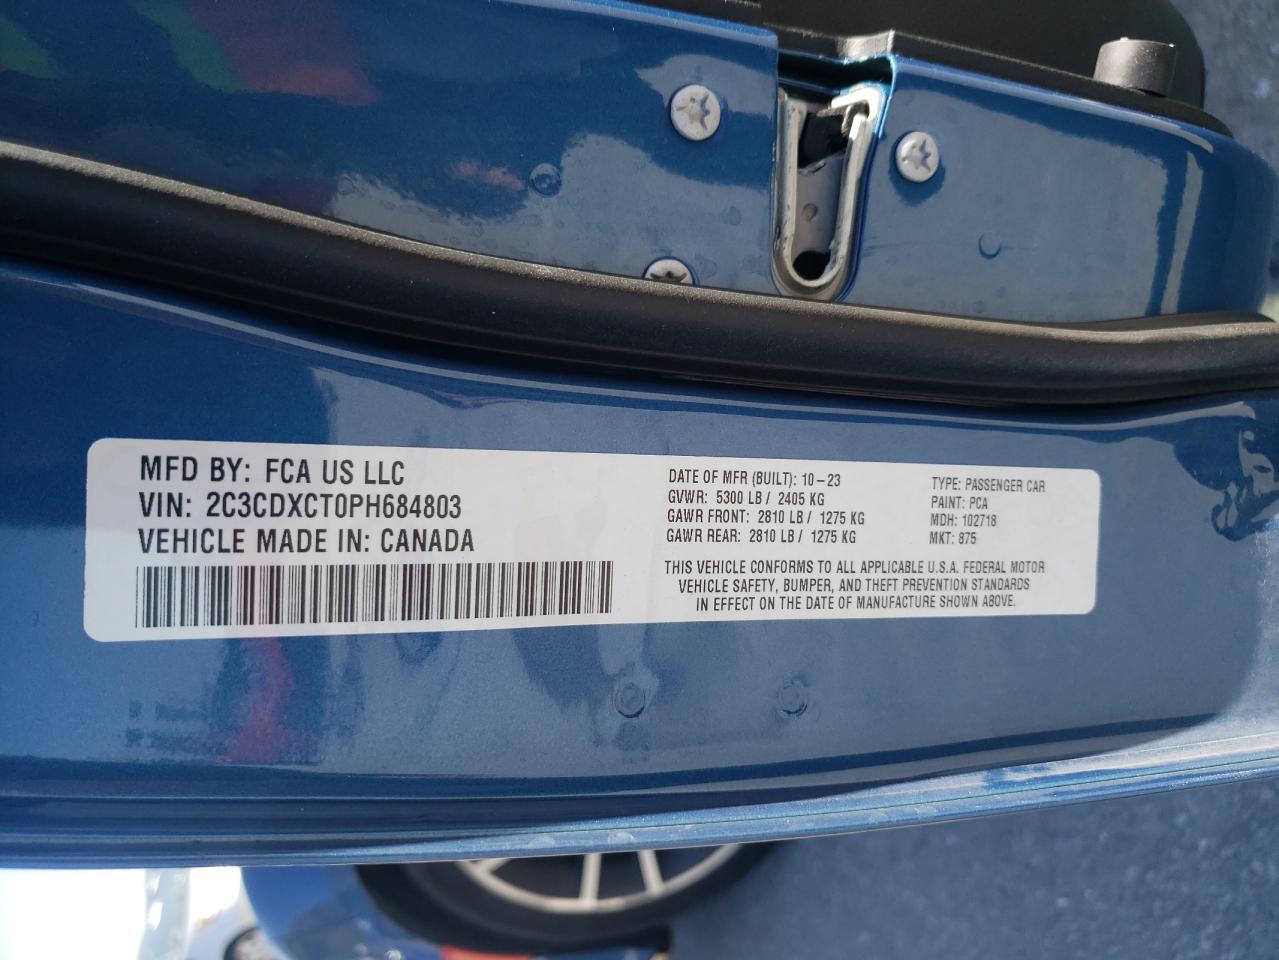 MFD BY: FCA US LLC
VIN: 2C3CDXCT0PH684803
VEHICLE MADE IN: CANADA
DATE OF MFR (BUILT): 10-23
GVWR: 5300 LB / 2405 KG
GAWR FRONT: 2810 LB / 1275 KG
GAWR REAR: 2810 LB / 1275 KG
TYPE: PASSENGER CAR
PAINT: PCA
MDH: 102718
MKT: 875
THIS VEHICLE CONFORMS TO ALL APPLICABLE U.S.A. FEDERAL MOTOR
VEHICLE SAFETY, BUMPER, AND THEFT PREVENTION STANDARDS
IN EFFECT ON THE DATE OF MANUFACTURE SHOWN ABOVE.